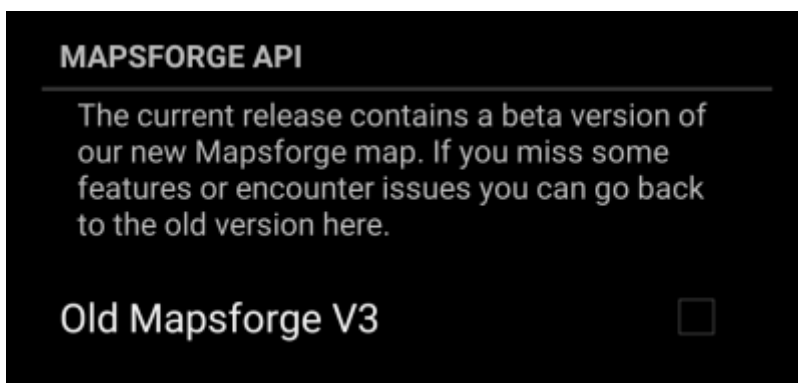 MAPSFORGE API
The current release contains a beta version of
our new Mapsforge map. If you miss some
features or encounter issues you can go back
to the old version here.
Old Mapsforge V3